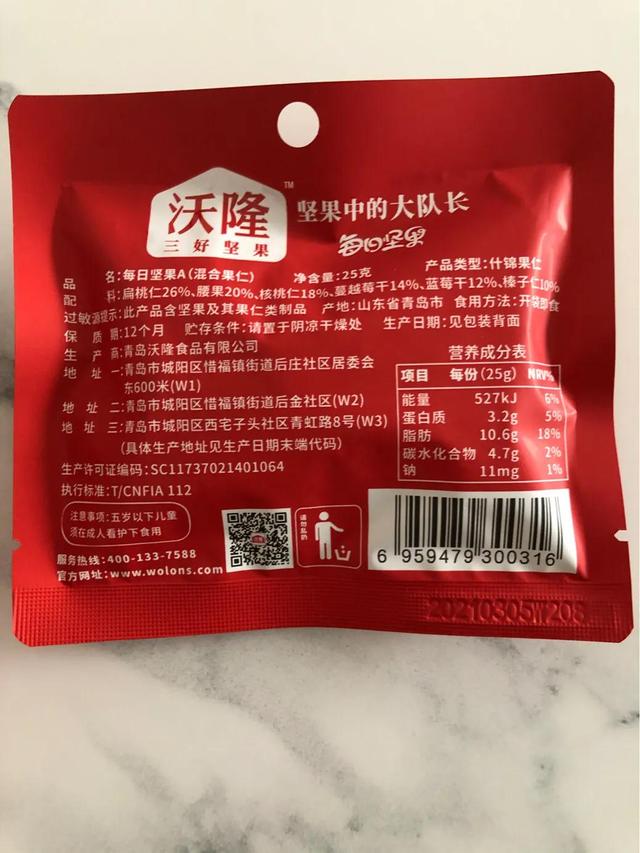 沃隆™
三好坚果
坚果中的大队长
每日坚果
品 名:每日坚果A(混合果仁) 净含量:25克 产品类型:什锦果仁
配 料:扁桃仁26%、腰果20%、核桃仁18%、蔓越莓干14%、蓝莓干12%、榛子仁10%
过敏源提示:此产品含坚果及其果仁类制品 产地:山东省青岛市 食用方法:开袋即食
保 质 期:12个月 贮存条件:请置于阴凉干燥处 生产日期:见包装背面
生 产 商:青岛沃隆食品有限公司
地 址 一:青岛市城阳区惜福镇街道后庄社区居委会
东600米(W1)
地 址 二:青岛市城阳区惜福镇街道后金社区(W2)
地 址 三:青岛市城阳区西宅子头社区青虹路8号(W3)
(具体生产地址见生产日期末端代码)
生产许可证编码:SC11737021401064
执行标准:T/CNFIA 112
营养成分表
项目 每份(25g) NRV%
能量 527kJ 6%
蛋白质 3.2g 5%
脂肪 10.6g 18%
碳水化合物 4.7g 2%
钠 11mg 1%
注意事项:五岁以下儿童
须在成人看护下食用
服务热线:400-133-7588
官方网址:www.wolons.com
请勿乱扔
6 959479 300316
20210305W208